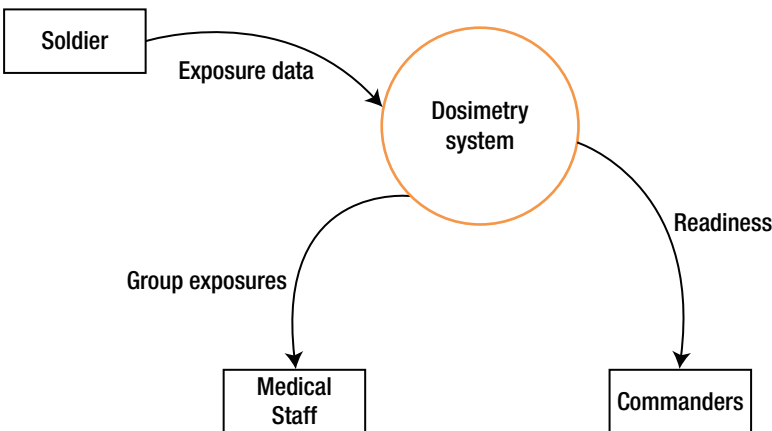 Soldier
Exposure data
Dosimetry
system
Readiness
Group exposures
Medical
Staff
Commanders